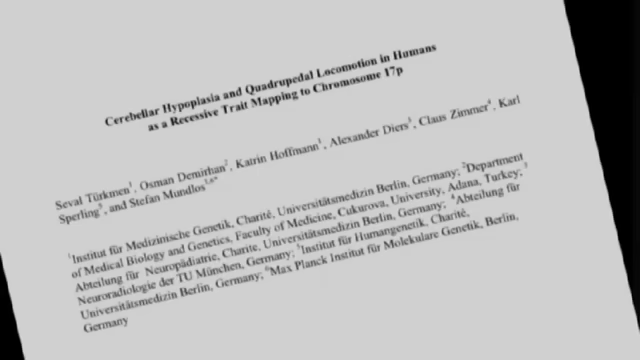 Cerebellar Hypoplasia and Quadrupedal Locomotion in Humans
as a Recessive Trait Mapping to Chromosome 17p
Seval Türkmen¹, Osman Demirhan², Katrin Hoffmann¹, Alexander Diers³, Claus Zimmer⁴, Karl
Sperling⁵, and Stefan Mundlos¹,⁶*
¹Institut für Medizinische Genetik, Charité, Universitätsmedizin Berlin, Germany; ²Department
of Medical Biology and Genetics, Faculty of Medicine, Cukurova, University, Adana, Turkey; ³
Abteilung für Neuropädiatrie, Charite, Universitätsmedizin Berlin, Germany; ⁴Abteilung für
Neuroradiologie der TU München, Germany; ⁵Institut für Humangenetik, Charité,
Universitätsmedizin Berlin, Germany; ⁶Max Planck Institut für Molekulare Genetik, Berlin,
Germany